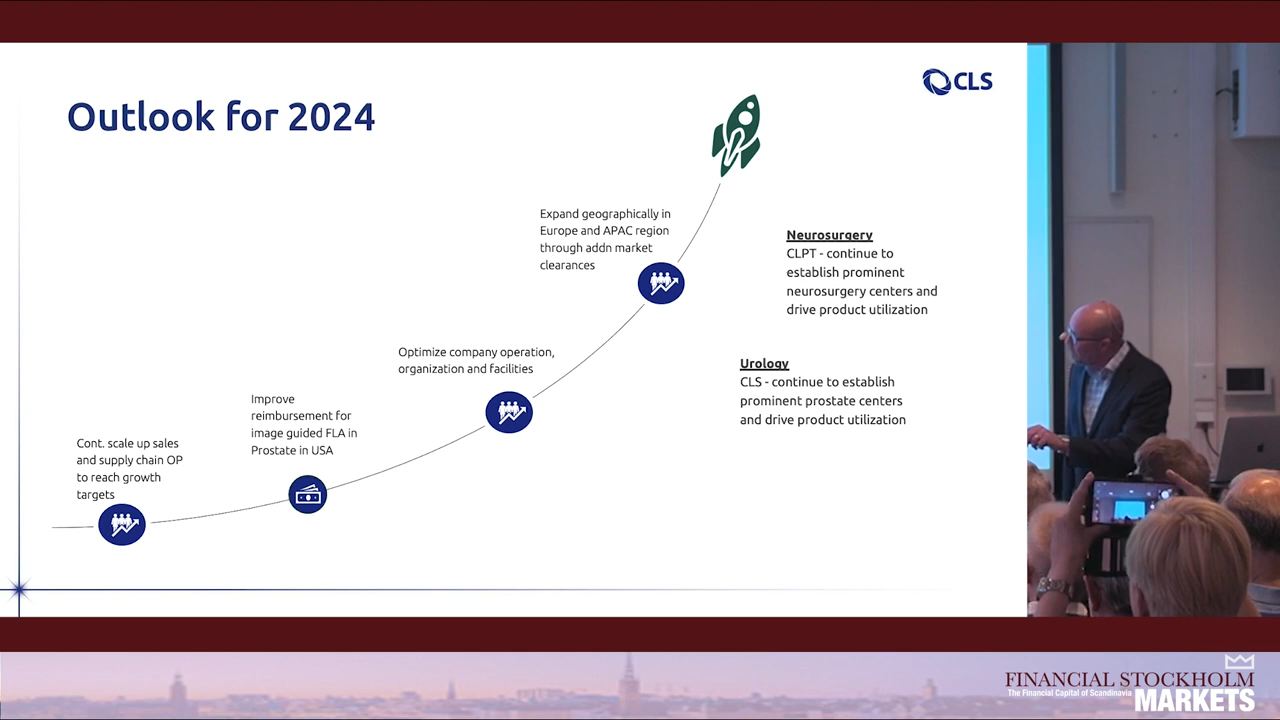 CLS
Outlook for 2024
Expand geographically in
Europe and APAC region
through addn market
clearances
Neurosurgery
CLPT - continue to
establish prominent
neurosurgery centers and
drive product utilization
Optimize company operation,
organization and facilities
Urology
CLS - continue to establish
prominent prostate centers
and drive product utilization
Improve
reimbursement for
image guided FLA in
Prostate in USA
Cont. scale up sales
and supply chain OP
to reach growth
targets
FINANCIAL STOCKHOLM
The Financial Capital of Scandinavia
MARKETS